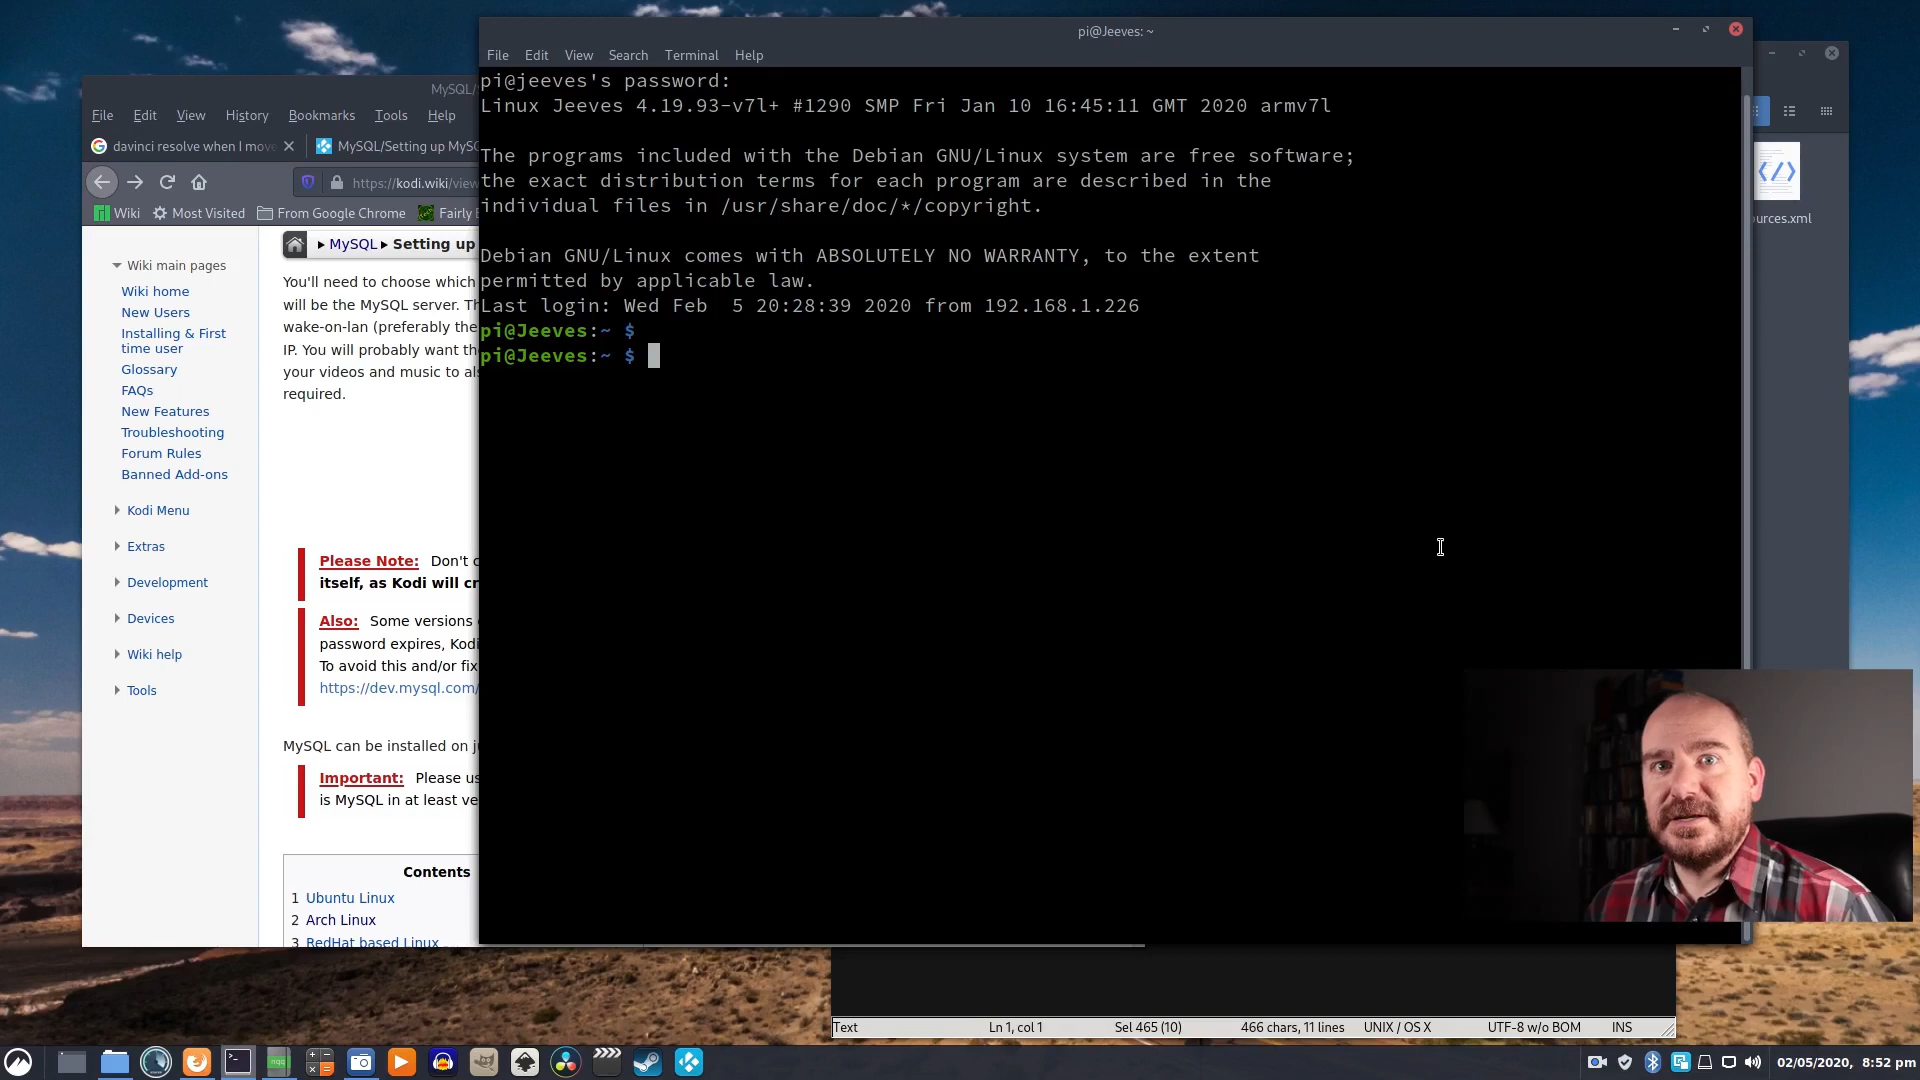 pi@Jeeves: ~
File Edit View Search Terminal Help
pi@jeeves's password:
Linux Jeeves 4.19.93-v7l+ #1290 SMP Fri Jan 10 16:45:11 GMT 2020 armv7l
The programs included with the Debian GNU/Linux system are free software;
the exact distribution terms for each program are described in the
individual files in /usr/share/doc/*/copyright.
Debian GNU/Linux comes with ABSOLUTELY NO WARRANTY, to the extent
permitted by applicable law.
Last login: Wed Feb  5 20:28:39 2020 from 192.168.1.226
pi@Jeeves:~ $
pi@Jeeves:~ $
MySQL/
File Edit View History Bookmarks Tools Help
davinci resolve when I move
MySQL/Setting up MySQ
https://kodi.wiki/view
Wiki Most Visited From Google Chrome Fairly
Wiki main pages
Wiki home
New Users
Installing & First
time user
Glossary
FAQs
New Features
Troubleshooting
Forum Rules
Banned Add-ons
Kodi Menu
Extras
Development
Devices
Wiki help
Tools
MySQL Setting up
You'll need to choose which
will be the MySQL server. Th
wake-on-lan (preferably the
IP. You will probably want th
your videos and music to al
required.
Please Note: Don't c
itself, as Kodi will cr
Also: Some versions
password expires, Kodi
To avoid this and/or fix
https://dev.mysql.com/
MySQL can be installed on j
Important: Please us
is MySQL in at least ve
Contents
1 Ubuntu Linux
2 Arch Linux
3 RedHat based Linux
urces.xml
Text Ln 1, col 1 Sel 465 (10) 466 chars, 11 lines UNIX / OS X UTF-8 w/o BOM INS
02/05/2020, 8:52 pm